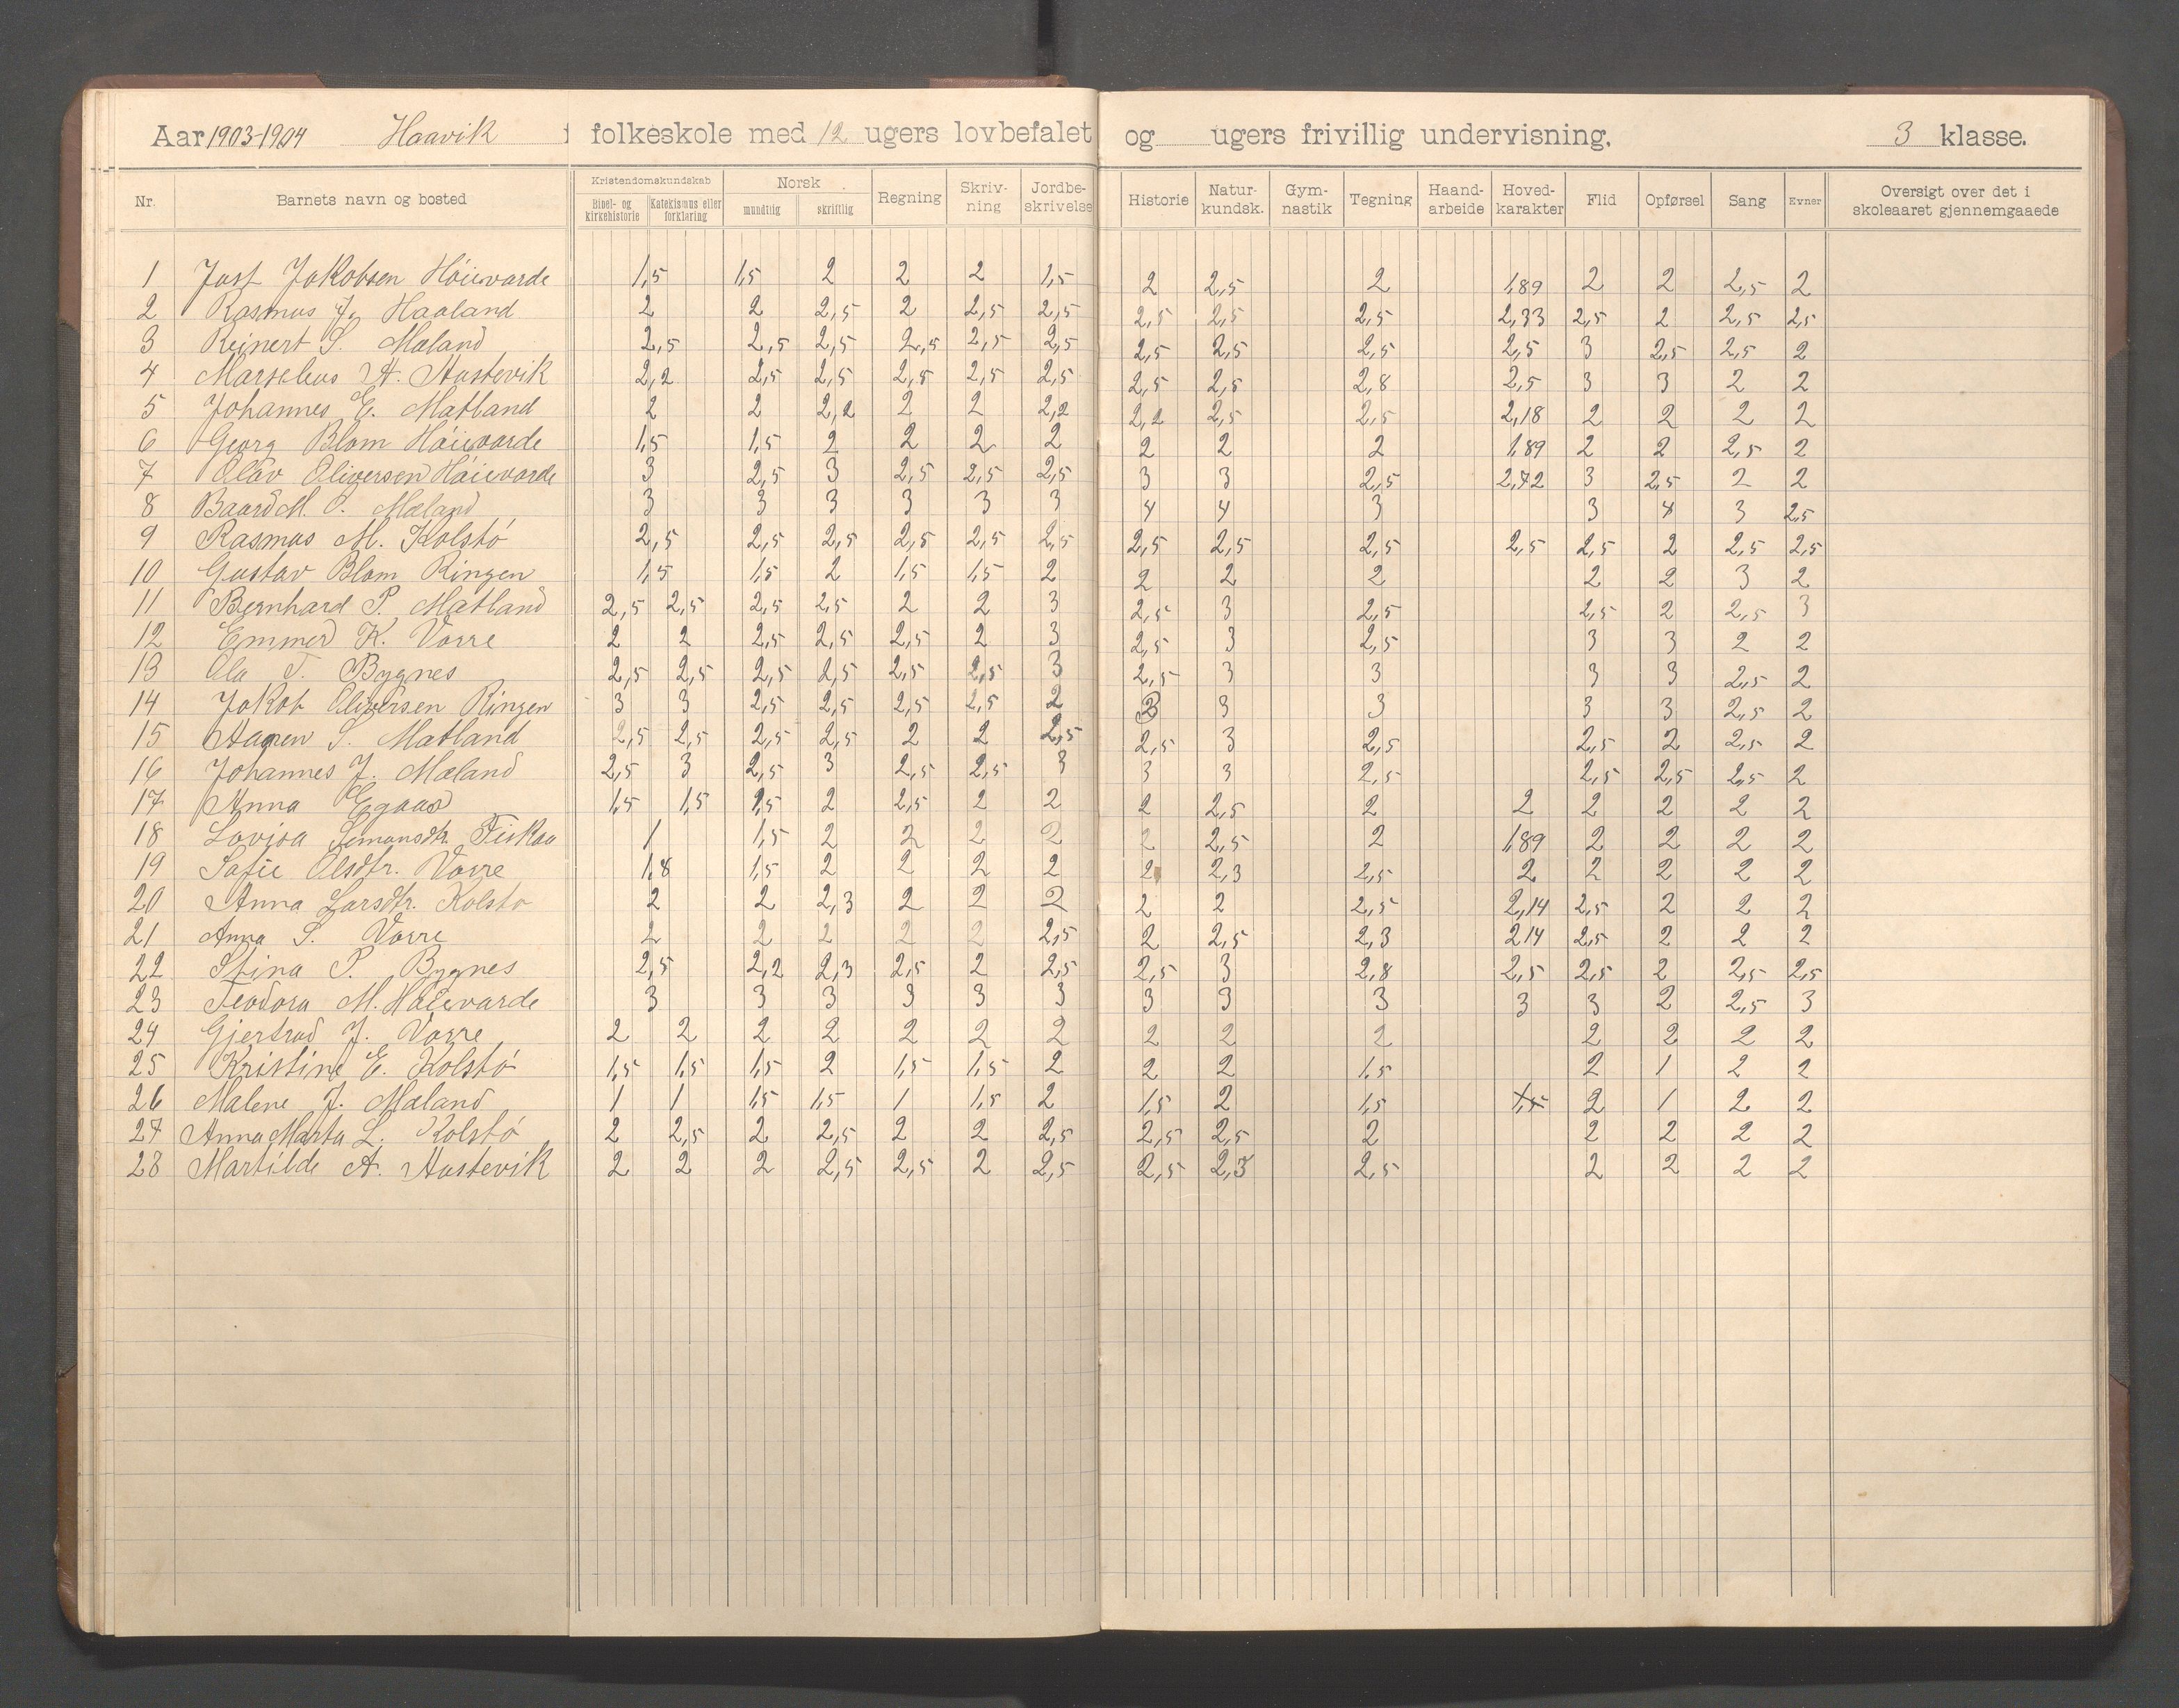 Aar 1903-1904 Haavik folkeskole med 12 ugers lovbefalet og ugers frivillig undervisning. 3 klasse.
Nr. Barnets navn og bosted Kristendomskundskab Bibel- og kirkehistorie Katekismus eller forklaring Norsk mundtlig skriftlig Regning Skrivning Jordbeskrivelse Historie Naturkundsk. Gymnastik Tegning Haandarbeide Hovedkarakter Flid Opførsel Sang Evner Oversigt over det i skoleaaret gjennemgaaede
1 Jakobsen Høievarde 1,5 1,5 2 2 2 1,5 2 2,5 2 1,89 2 2 2,5 2
2 Rasmus J. Haaland 2 2 2,5 2 2,5 2,5 2,5 2,5 2,5 2,33 2,5 2 2,5 2,5
3 Reinert S. Mæland 2,5 2,5 2,5 2,5 2,5 2,5 2,5 2,5 2,5 2,5 3 2,5 2,5 2
4 Marselius A. Hustevik 2,2 2,5 2,5 2,5 2,5 2,5 2,5 2,5 2,8 2,5 3 3 2 2
5 Johannes E. Matland 2 2 2,2 2 2 2,2 2,2 2,5 2,5 2,18 2 2 2 2
6 Georg Blom Høievarde 1,5 1,5 2 2 2 2 2 2 2 1,89 2 2 2,5 2
7 Olav Oliversen Høievarde 3 2,5 3 2,5 2,5 2,5 3 3 2,5 2,72 3 2,5 2 2
8 Baard M. P. Mæland 3 3 3 3 3 3 4 4 3 3 4 3 2,5
9 Rasmus M. Kolstø 2,5 2,5 2,5 2,5 2,5 2,5 2,5 2,5 2,5 2,5 2,5 2 2,5 2,5
10 Gustav Blom Ringen 1,5 1,5 2 1,5 1,5 2 2 2 2 2 2 3 2
11 Bernhard P. Matland 2,5 2,5 2,5 2,5 2 2 3 2,5 3 2,5 2,5 2 2,5 3
12 Emmer K. Vorre 2 2 2,5 2,5 2,5 2 3 2,5 3 2,5 3 3 2 2
13 Ola T. Bygnes 2,5 2,5 2,5 2,5 2,5 2,5 3 2,5 3 3 3 3 2,5 2
14 Jakob Oliversen Ringen 3 3 2,5 2,5 2,5 2,5 2 3 3 3 3 2,5 2
15 S. Matland 2,5 2,5 2,5 2,5 2 2 2,5 2,5 3 2,5 2,5 2 2,5 2
16 Johannes J. Mæland 2,5 3 2,5 3 2,5 2,5 3 3 3 2,5 2,5 2,5 2,5 2
17 Anna Egaas 1,5 1,5 1,5 2 2,5 2 2 2 2,5 2 2 2 2 2 2
18 Lovisa Simonsdtr. Fiskaa 1 1,5 2 2 2 2 2 2,5 2 1,89 2 2 2 2
19 Sofie Olsdtr. Vorre 1,8 1,5 2 2 2 2 2 2,3 2,5 2 2 2 2 2
20 Anna Larsdtr. Kolstø 2 2 2,3 2 2 2 2 2 2,5 2,14 2,5 2 2 2
21 Anna S. Vorre 2 2 2 2 2 2,5 2 2,5 2,3 2,14 2,5 2 2 2
22 Stina P. Bygnes 2,5 2,2 2,3 2,5 2 2,5 2,5 3 2,8 2,5 2,5 2 2,5 2,5
23 Teodora M. Høievarde 3 3 3 3 3 3 3 3 3 3 3 2 2,5 3
24 Gjertrud J. Vorre 2 2 2 2 2 2 2 2 2 2 2 2 2 2
25 Kristine E. Kolstø 1,5 1,5 1,5 2 1,5 1,5 2 2 2 1,5 2 1 2 2
26 Malene J. Mæland 1 1 1,5 1,5 1 1,5 2 1,5 2 1,5 2 1 2 2
27 Anna Marta L. Kolstø 2 2,5 2 2,5 2 2 2,5 2,5 2,5 2 2 2 2 2
28 Martilde A. Hustevik 2 2 2 2,5 2,5 2 2,5 2,5 2,3 2,5 2 2 2 2